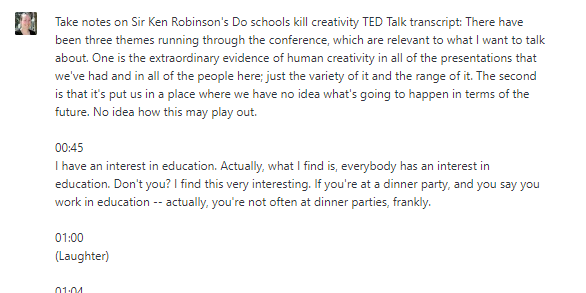 Take notes on Sir Ken Robinson's Do schools kill creativity TED Talk transcript: There have
been three themes running through the conference, which are relevant to what I want to talk
about. One is the extraordinary evidence of human creativity in all of the presentations that
we've had and in all of the people here; just the variety of it and the range of it. The second
is that it's put us in a place where we have no idea what's going to happen in terms of the
future. No idea how this may play out.
00:45
I have an interest in education. Actually, what I find is, everybody has an interest in
education. Don't you? I find this very interesting. If you're at a dinner party, and you say you
work in education -- actually, you're not often at dinner parties, frankly.
01:00
(Laughter)
01:04